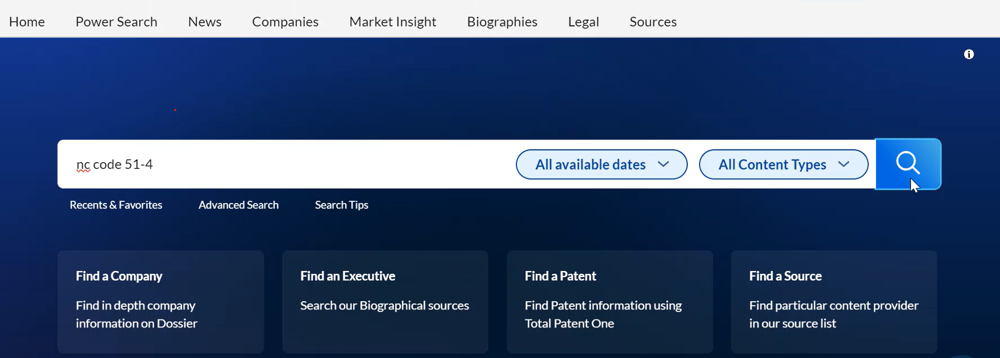 Home Power Search News Companies Market Insight Biographies Legal Sources
nc code 51-4 All available dates All Content Types
Recents & Favorites Advanced Search Search Tips
Find a Company
Find in depth company
information on Dossier
Find an Executive
Search our Biographical sources
Find a Patent
Find Patent information using
Total Patent One
Find a Source
Find particular content provider
in our source list